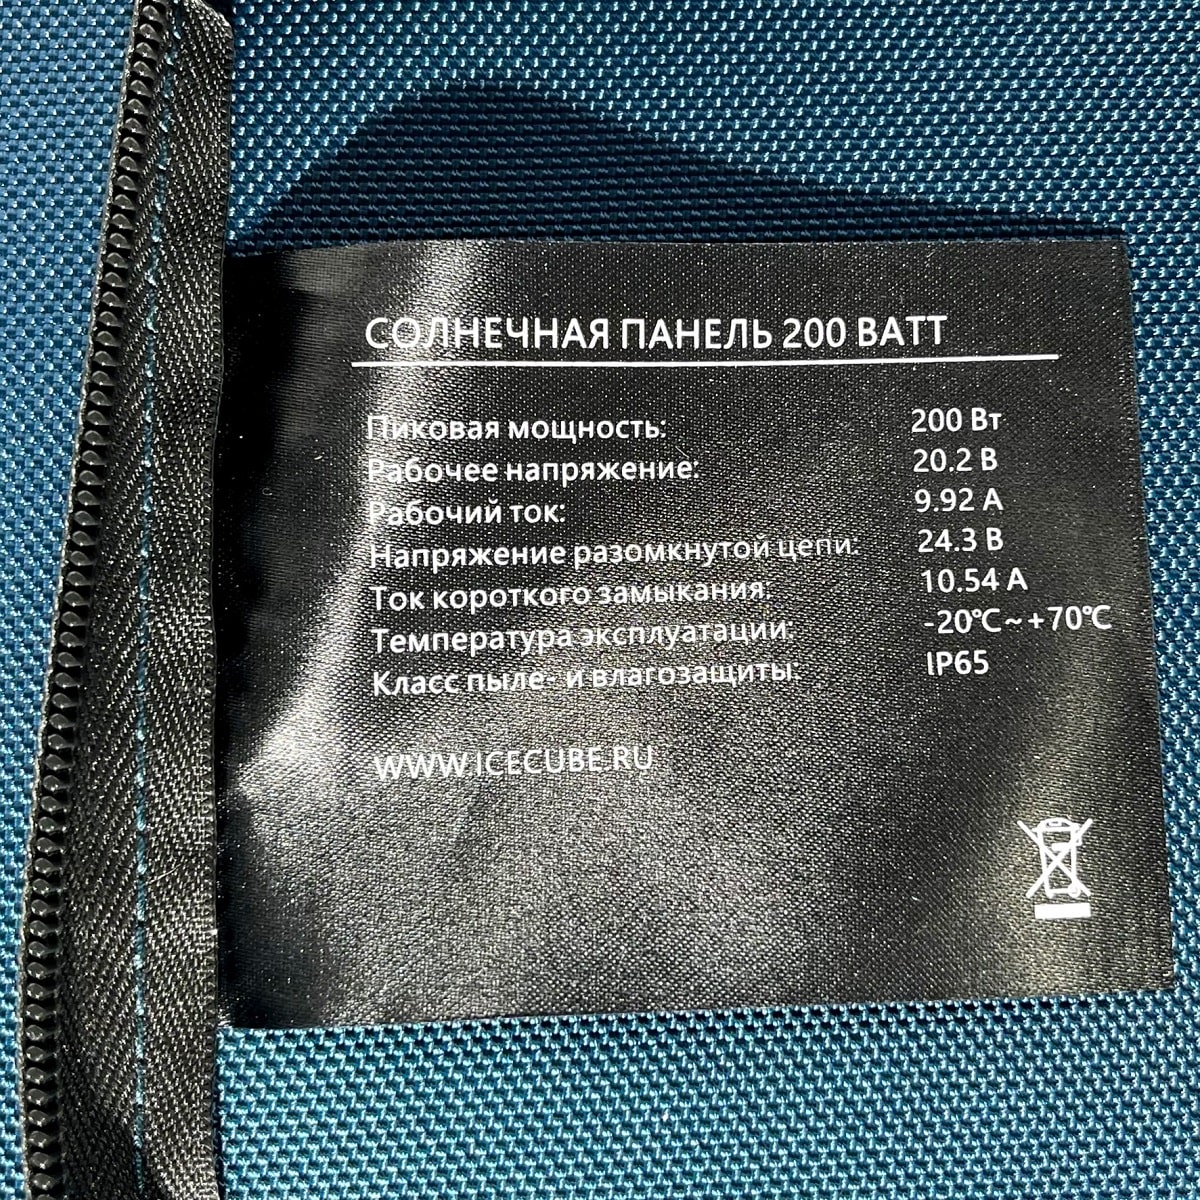 СОЛНЕЧНАЯ ПАНЕЛЬ 200 ВАТТ
Пиковая мощность: 200 Вт
Рабочее напряжение: 20.2 В
Рабочий ток: 9.92 А
Напряжение разомкнутой цепи: 24.3 В
Ток короткого замыкания: 10.54 А
Температура эксплуатации: -20℃~+70℃
Класс пыле- и влагозащиты: IP65
WWW.ICECUBE.RU